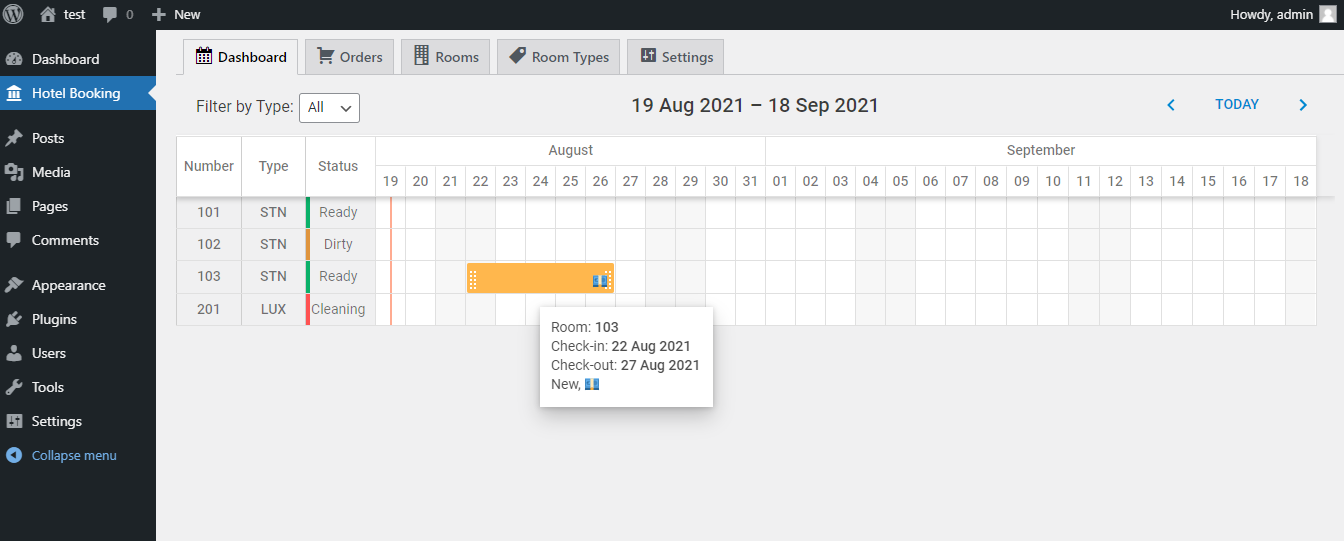 test 0 New Howdy, admin
Dashboard
Hotel Booking
Posts
Media
Pages
Comments
Appearance
Plugins
Users
Tools
Settings
Collapse menu
Dashboard Orders Rooms Room Types Settings
Filter by Type: All 19 Aug 2021 – 18 Sep 2021 TODAY
Number Type Status August September
19 20 21 22 23 24 25 26 27 28 29 30 31 01 02 03 04 05 06 07 08 09 10 11 12 13 14 15 16 17 18
101 STN Ready
102 STN Dirty
103 STN Ready
201 LUX Cleaning
Room: 103
Check-in: 22 Aug 2021
Check-out: 27 Aug 2021
New,